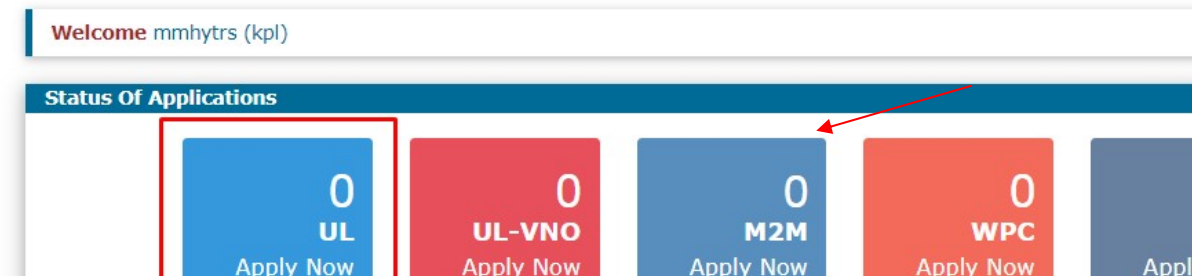 Welcome mmhytrs (kpl)
Status Of Applications
0 0 0 0
UL UL-VNO M2M WPC
Apply Now Apply Now Apply Now Apply Now